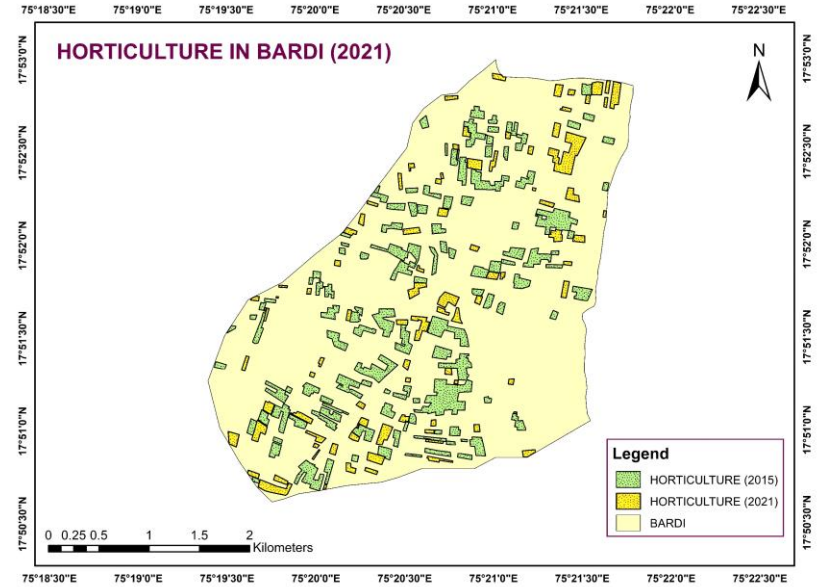 75°18'30"E 75°19'0"E 75°19'30"E 75°20'0"E 75°20'30"E 75°21'0"E 75°21'30"E 75°22'0"E 75°22'30"E
HORTICULTURE IN BARDI (2021)
N
17°53'0"N 17°53'0"N
17°52'30"N 17°52'30"N
17°52'0"N 17°52'0"N
17°51'30"N 17°51'30"N
17°51'0"N 17°51'0"N
17°50'30"N 17°50'30"N
Legend
HORTICULTURE (2015)
HORTICULTURE (2021)
BARDI
0 0.25 0.5 1 1.5 2
Kilometers
75°18'30"E 75°19'0"E 75°19'30"E 75°20'0"E 75°20'30"E 75°21'0"E 75°21'30"E 75°22'0"E 75°22'30"E